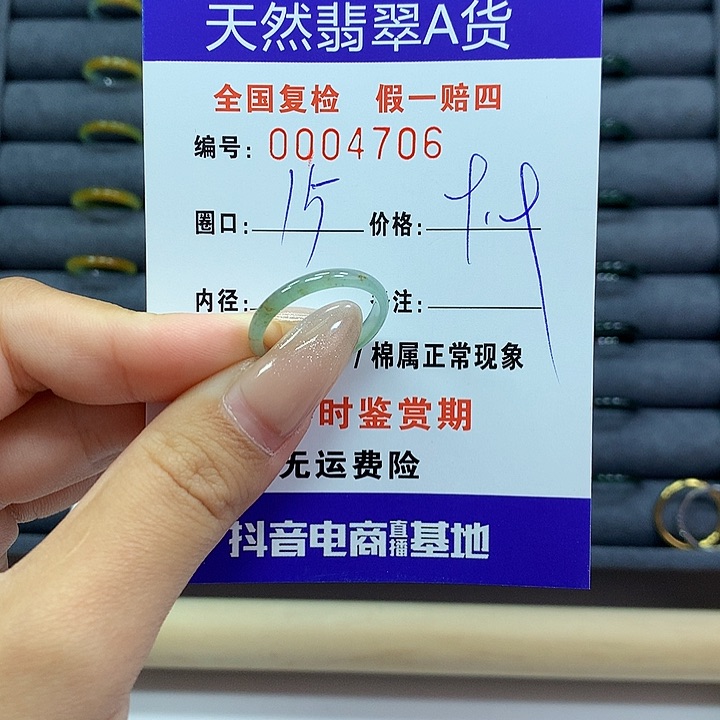 天然翡翠A货
全国复检 假一赔四
编号: 0004706
圈口: 15 价格:
内径: 注:
/棉属正常现象
时鉴赏期
无运费险
抖音电商直播基地